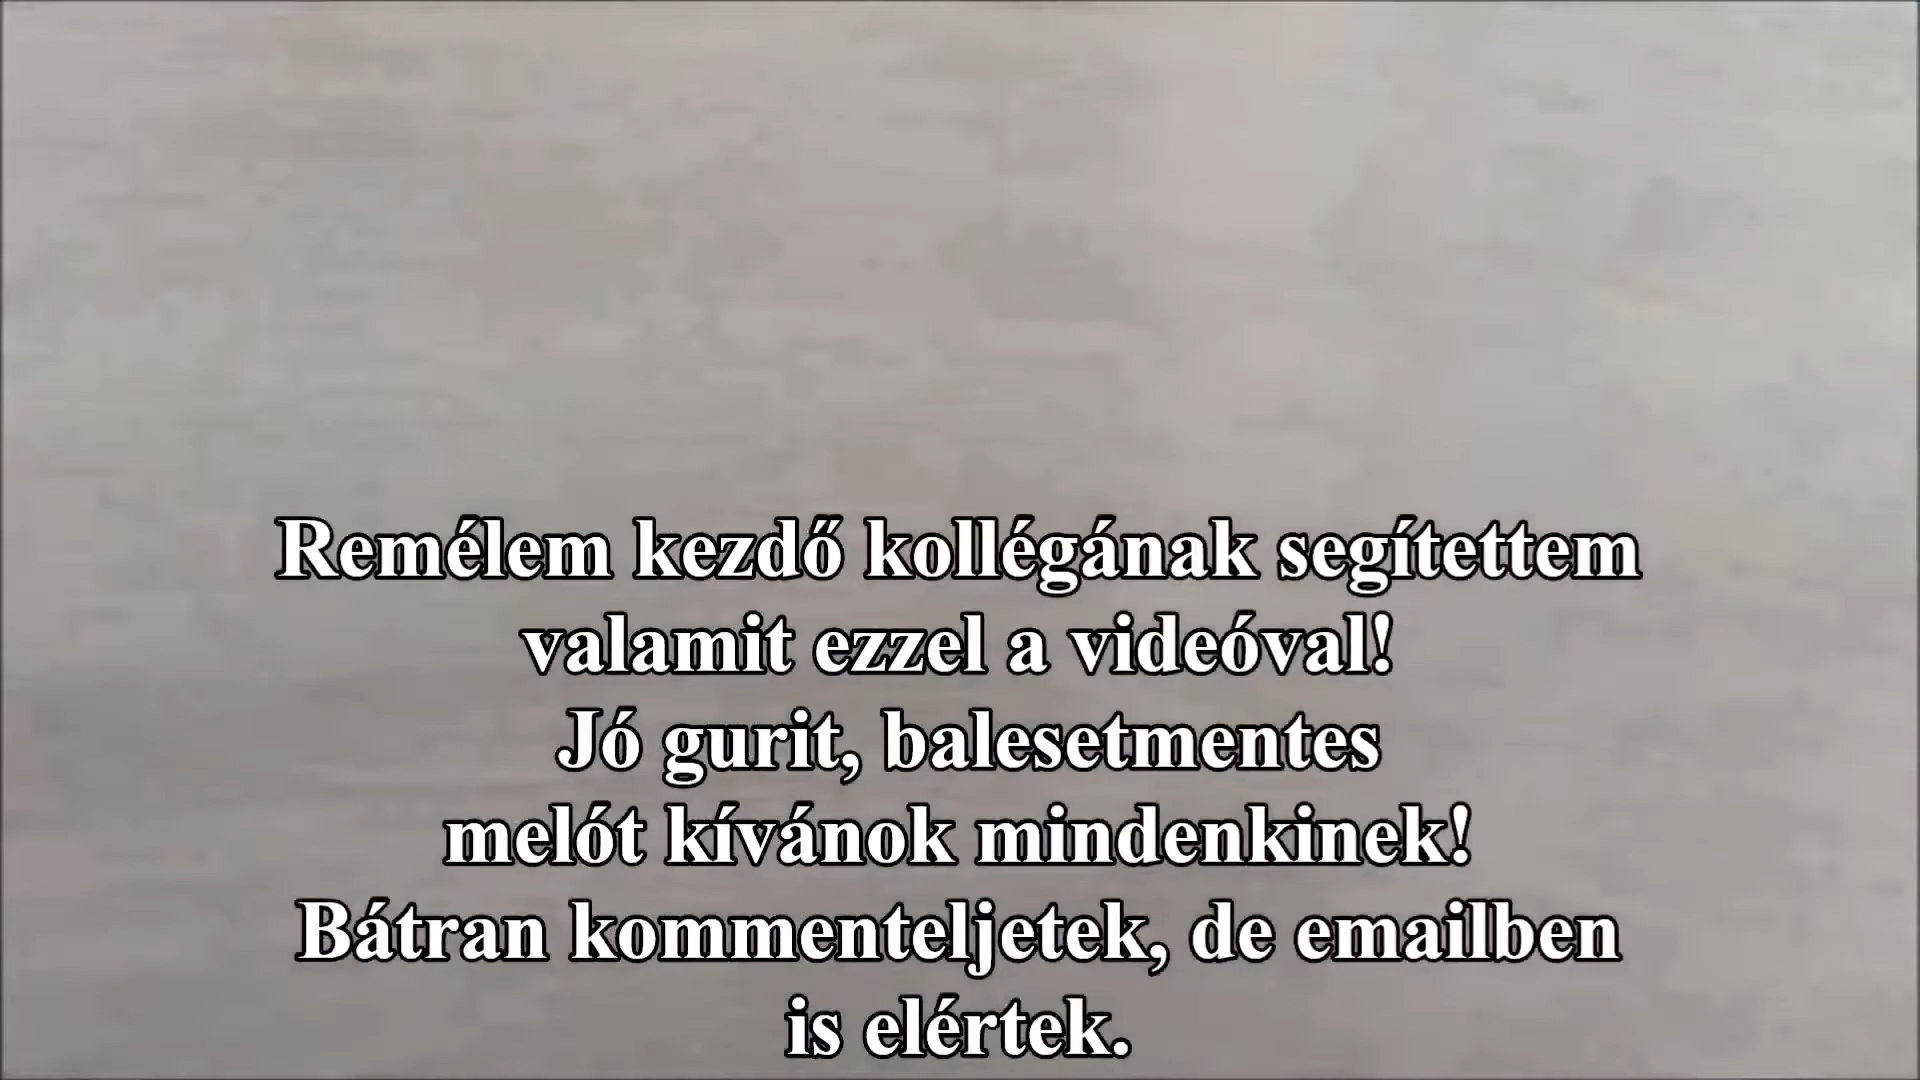 Remélem kezdő kollégának segítettem
valamit ezzel a videóval!
Jó gurit, balesetmentes
melót kívánok mindenkinek!
Bátran kommenteljetek, de emailben
is elértek.